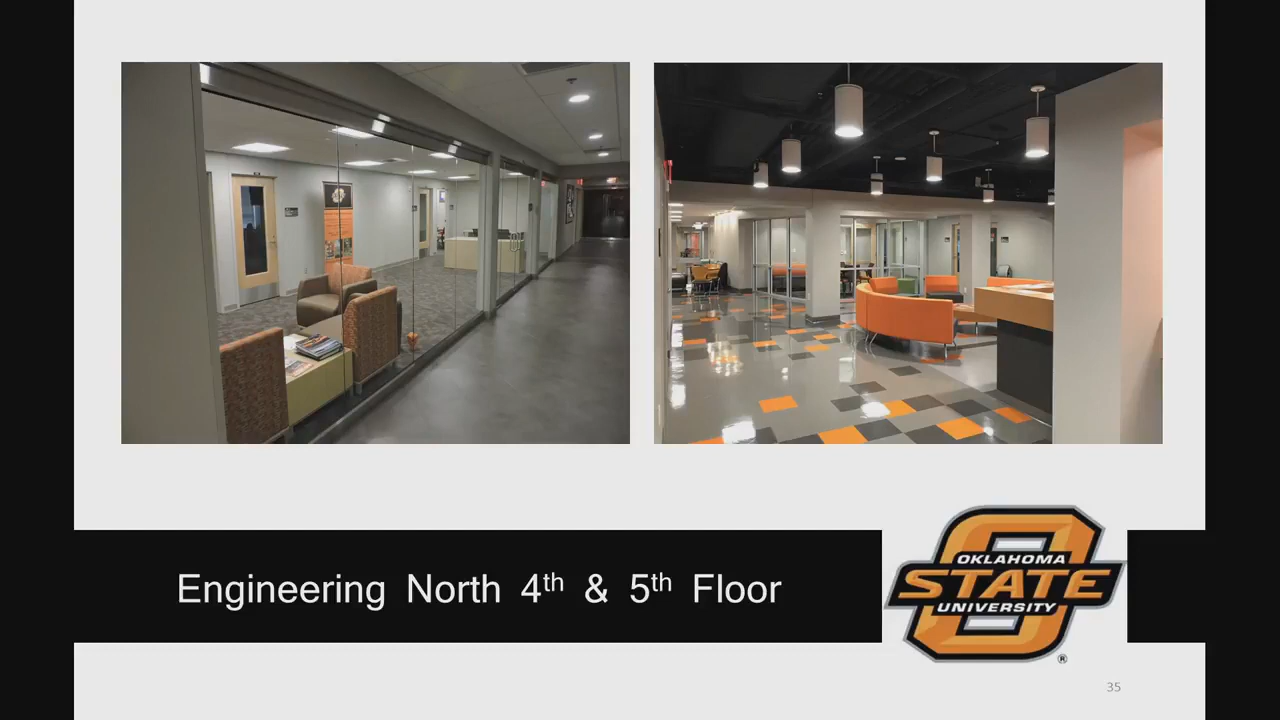 Engineering North 4th & 5th Floor
OKLAHOMA
STATE
UNIVERSITY
®
35